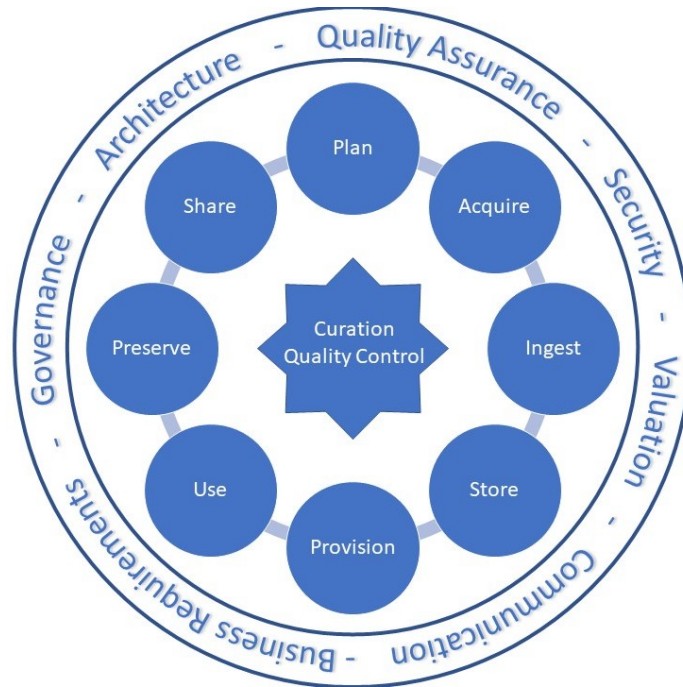 Quality Assurance - Security - Valuation - Communication - Business Requirements - Governance - Architecture -
Plan
Acquire
Ingest
Store
Provision
Use
Preserve
Share
Curation
Quality Control